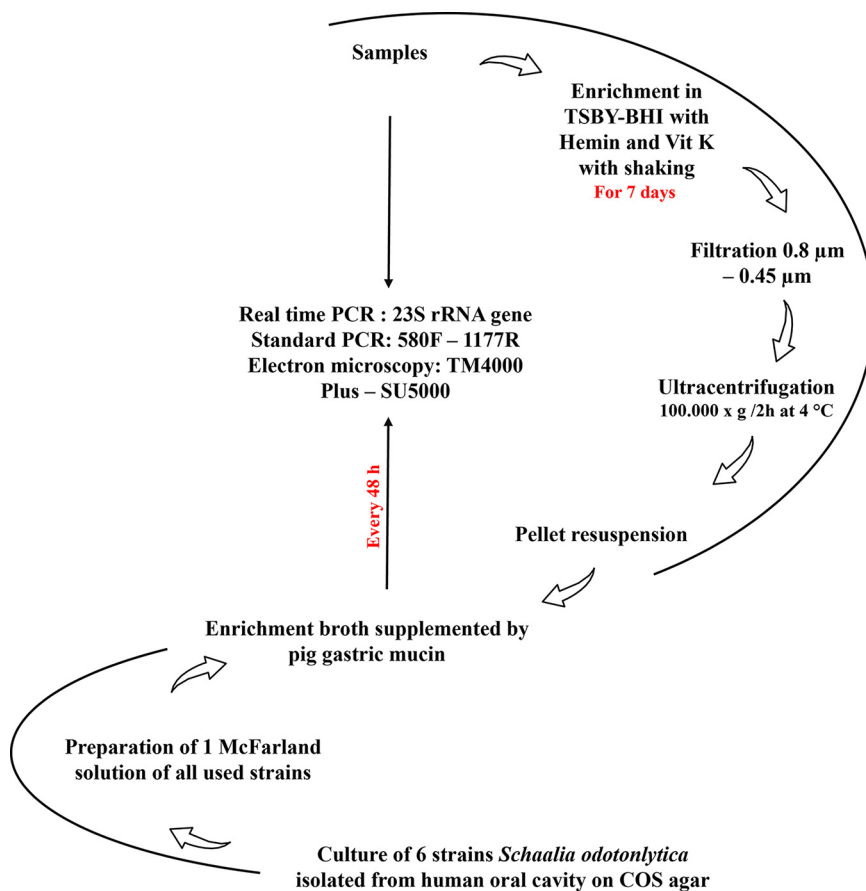 Samples
Enrichment in
TSBY-BHI with
Hemin and Vit K
with shaking
For 7 days
Filtration 0.8 µm
– 0.45 µm
Ultracentrifugation
100.000 x g /2h at 4 °C
Pellet resuspension
Real time PCR : 23S rRNA gene
Standard PCR: 580F – 1177R
Electron microscopy: TM4000
Plus – SU5000
Every 48 h
Enrichment broth supplemented by
pig gastric mucin
Preparation of 1 McFarland
solution of all used strains
Culture of 6 strains Schaalia odotonlytica
isolated from human oral cavity on COS agar